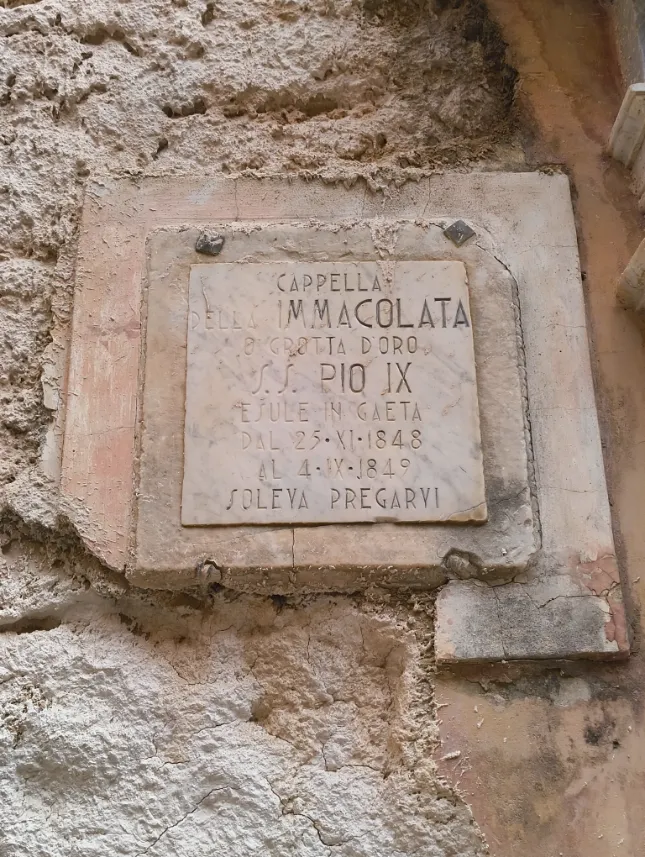 CAPPELLA
DELLA IMMACOLATA
O GROTTA D'ORO
S.S. PIO IX
ESULE IN GAETA
DAL 25·XI·1848
AL 4·IX·1849
SOLEVA PREGARVI